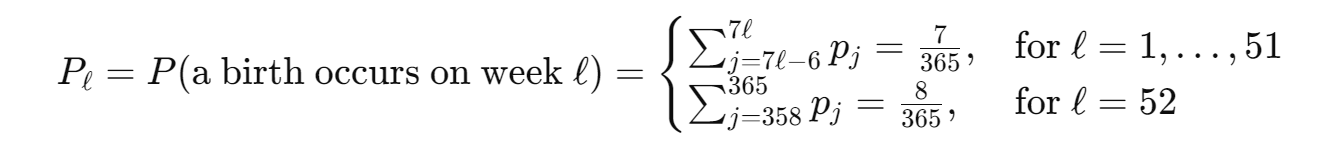 P_ℓ = P(a birth occurs on week ℓ) = { ∑_{j=7ℓ−6}^{7ℓ} p_j = 7/365, for ℓ = 1, . . . , 51
∑_{j=358}^{365} p_j = 8/365, for ℓ = 52